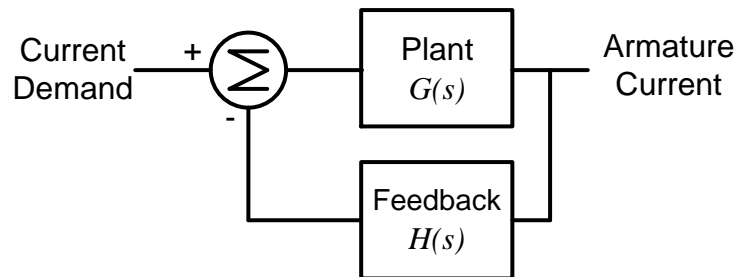 Current
Demand
+
Σ
-
Plant
G(s)
Armature
Current
Feedback
H(s)